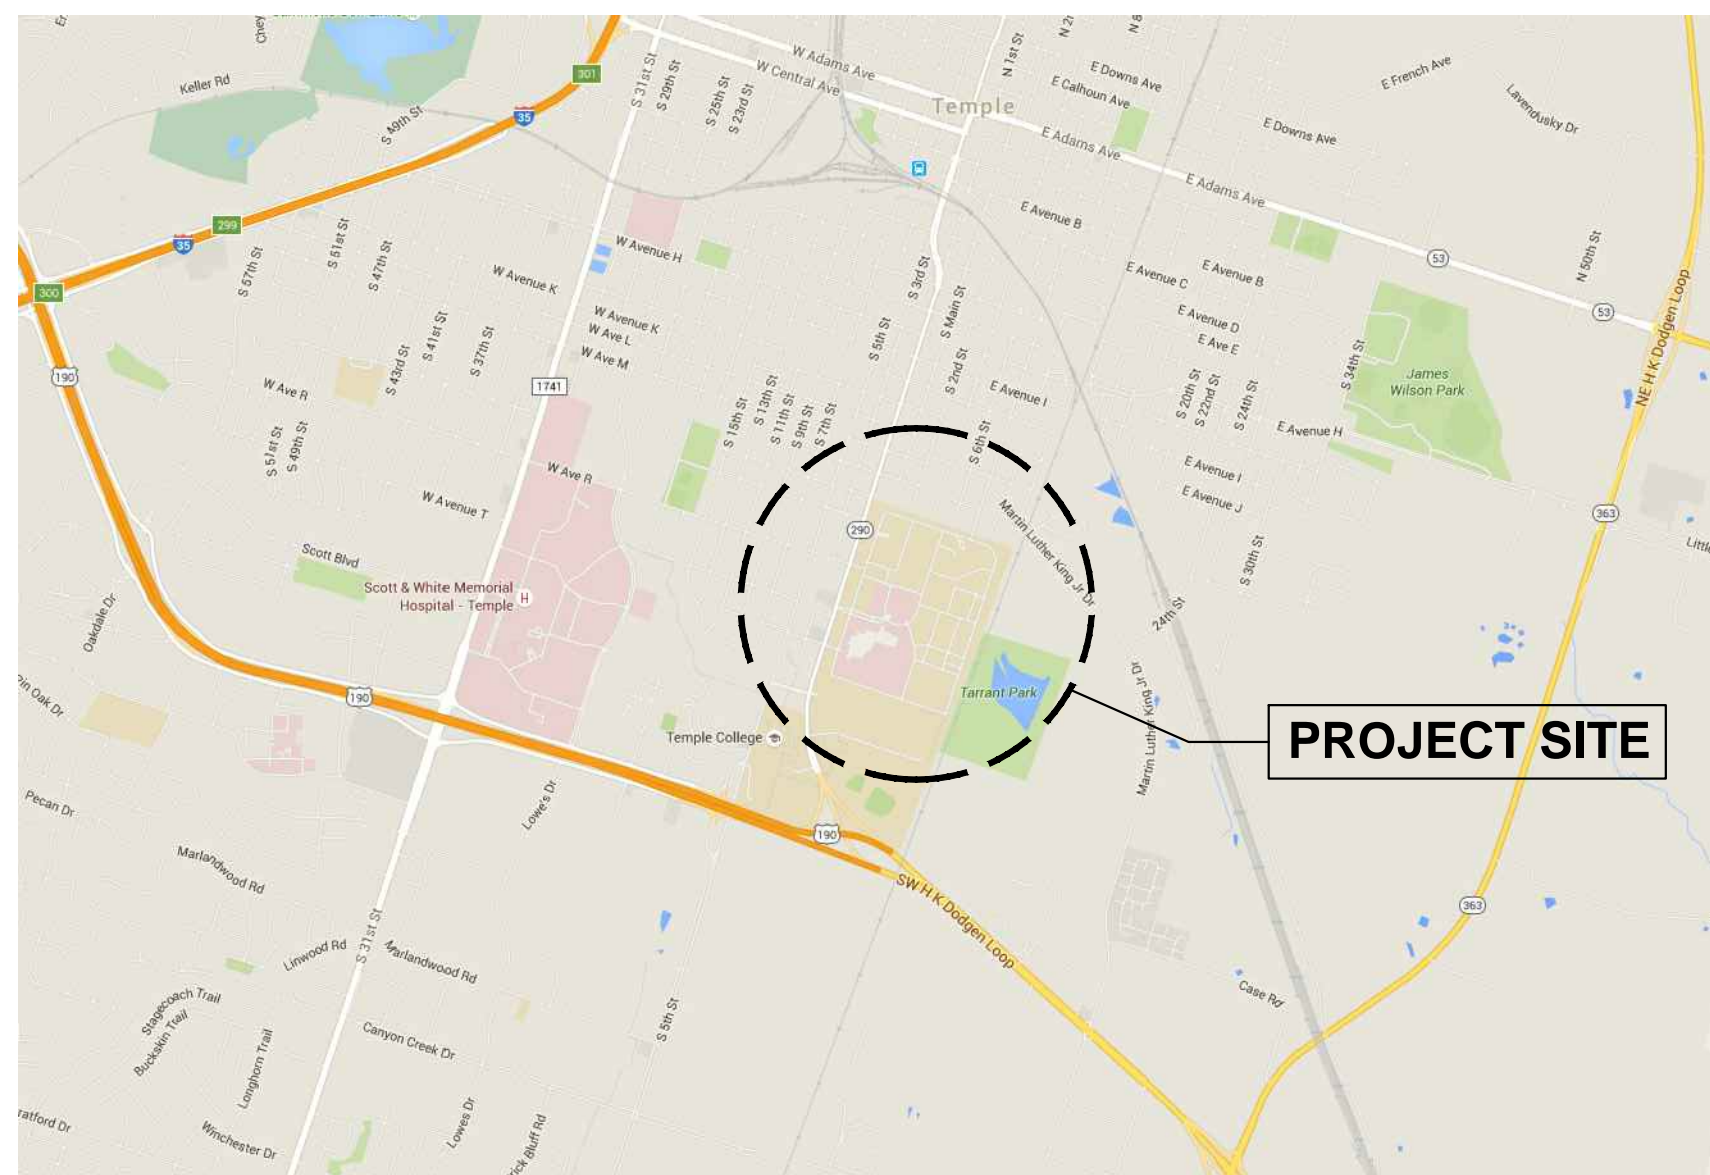 Keller Rd
S 49th St
301
35
S 31st St
S 29th St
S 25th St
S 23rd St
W Adams Ave
W Central Ave
N 1st St
E Downs Ave
E Calhoun Ave
Temple
E Adams Ave
E French Ave
Lavendusky Dr
E Downs Ave
E Adams Ave
299
35
300
S 57th St
S 51st St
S 47th St
W Avenue H
W Avenue K
W Avenue K
W Ave L
W Ave M
S 3rd St
S Main St
S 5th St
S 2nd St
E Avenue B
E Avenue C
E Avenue B
E Avenue D
E Ave E
53
N 50th St
53
NE H K Dodgen Loop
S 34th St
James
Wilson Park
190
S 43rd St
S 41st St
S 37th St
1741
W Ave R
S 51st St
S 49th St
W Ave R
W Avenue T
S 15th St
S 13th St
S 11th St
S 9th St
S 7th St
E Avenue I
S 6th St
S 20th St
S 22nd St
S 24th St
E Avenue H
E Avenue I
E Avenue J
S 30th St
363
290
Martin Luther King Jr Dr
24th St
Scott Blvd
Scott & White Memorial
Hospital - Temple
H
Oakdale Dr
Pin Oak Dr
190
Tarrant Park
Martin Luther King Jr Dr
PROJECT SITE
Temple College
Pecan Dr
Lowe's Dr
190
Marlandwood Rd
SW H K Dodgen Loop
363
Linwood Rd
S 31st St
Marlandwood Rd
Stagecoach Trail
Buckskin Trail
Longhorn Trail
Canyon Creek Dr
S 5th St
Case Rd
Winchester Dr
Lowes Dr